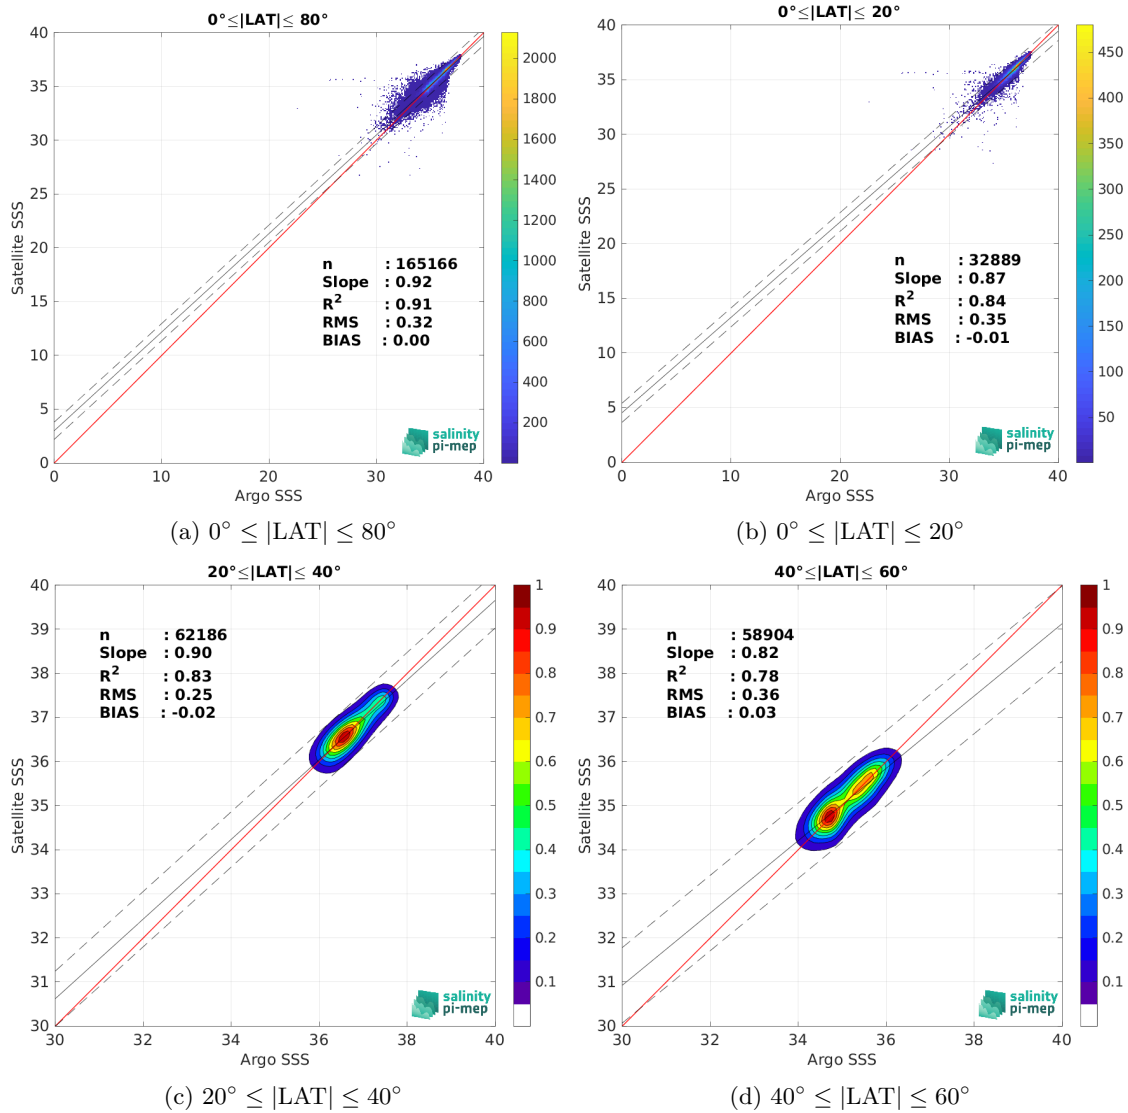 0°≤|LAT|≤ 80°
40
35
30
25
20
15
10
5
0
Satellite SSS
0
10
20
30
40
Argo SSS
n : 165166
Slope : 0.92
R² : 0.91
RMS : 0.32
BIAS : 0.00
2000
1800
1600
1400
1200
1000
800
600
400
200
salinity
pi-mep
(a) 0° ≤ |LAT| ≤ 80°
0°≤|LAT|≤ 20°
40
35
30
25
20
15
10
5
0
Satellite SSS
0
10
20
30
40
Argo SSS
n : 32889
Slope : 0.87
R² : 0.84
RMS : 0.35
BIAS : -0.01
450
400
350
300
250
200
150
100
50
salinity
pi-mep
(b) 0° ≤ |LAT| ≤ 20°
20°≤|LAT|≤ 40°
40
39
38
37
36
35
34
33
32
31
30
Satellite SSS
30
32
34
36
38
40
Argo SSS
n : 62186
Slope : 0.90
R² : 0.83
RMS : 0.25
BIAS : -0.02
1
0.9
0.8
0.7
0.6
0.5
0.4
0.3
0.2
0.1
salinity
pi-mep
(c) 20° ≤ |LAT| ≤ 40°
40°≤|LAT|≤ 60°
40
39
38
37
36
35
34
33
32
31
30
Satellite SSS
30
32
34
36
38
40
Argo SSS
n : 58904
Slope : 0.82
R² : 0.78
RMS : 0.36
BIAS : 0.03
1
0.9
0.8
0.7
0.6
0.5
0.4
0.3
0.2
0.1
salinity
pi-mep
(d) 40° ≤ |LAT| ≤ 60°